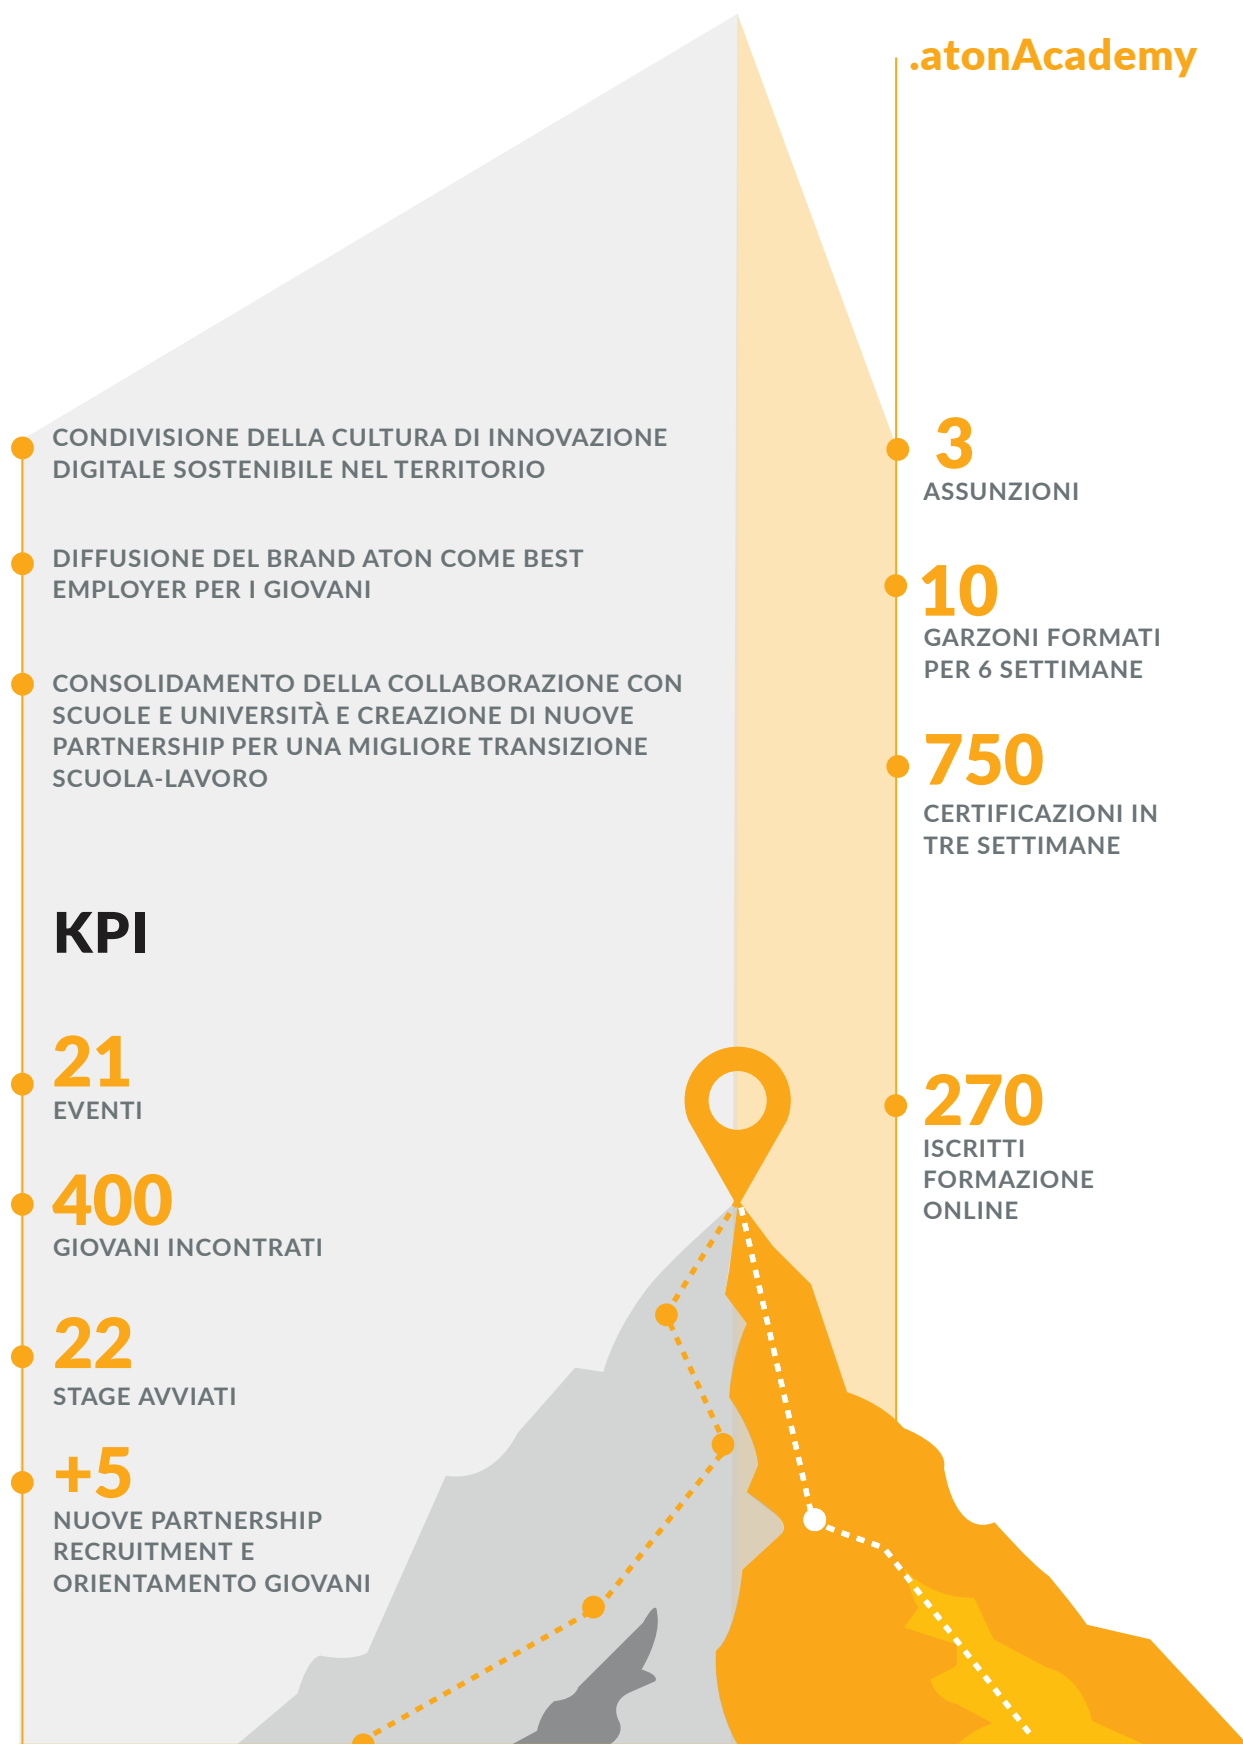 .atonAcademy
CONDIVISIONE DELLA CULTURA DI INNOVAZIONE
DIGITALE SOSTENIBILE NEL TERRITORIO
DIFFUSIONE DEL BRAND ATON COME BEST
EMPLOYER PER I GIOVANI
CONSOLIDAMENTO DELLA COLLABORAZIONE CON
SCUOLE E UNIVERSITÀ E CREAZIONE DI NUOVE
PARTNERSHIP PER UNA MIGLIORE TRANSIZIONE
SCUOLA-LAVORO
KPI
21
EVENTI
400
GIOVANI INCONTRATI
22
STAGE AVVIATI
+5
NUOVE PARTNERSHIP
RECRUITMENT E
ORIENTAMENTO GIOVANI
3
ASSUNZIONI
10
GARZONI FORMATI
PER 6 SETTIMANE
750
CERTIFICAZIONI IN
TRE SETTIMANE
270
ISCRITTI
FORMAZIONE
ONLINE